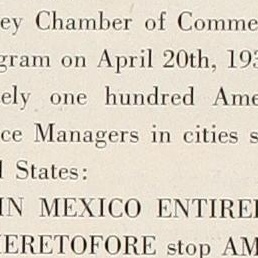 ey Chamber of Comme
gram on April 20th, 193
ely one hundred Ame
ce Managers in cities s
l States:
IN MEXICO ENTIREL
HERETOFORE stop AM